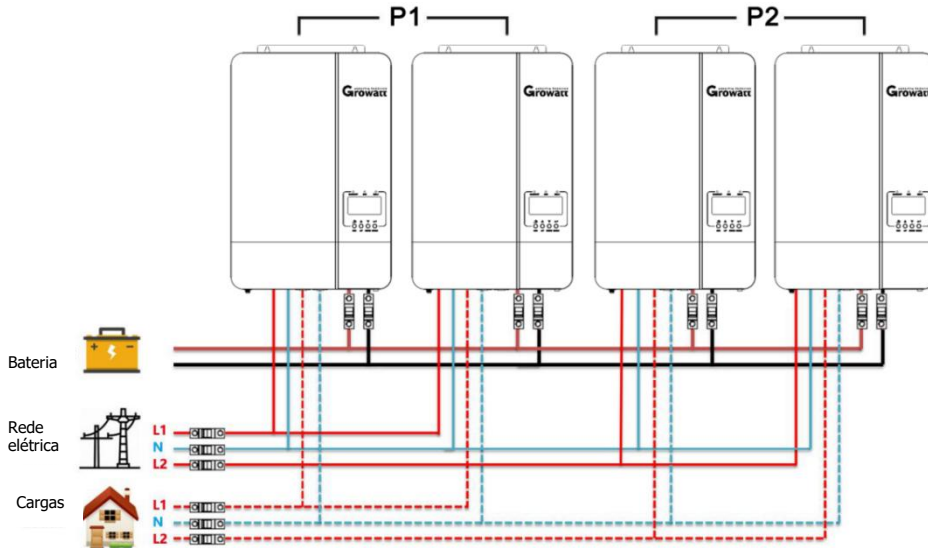 P1
P2
Growatt
Growatt
Growatt
Growatt
Bateria
Rede
elétrica
L1
N
L2
Cargas
L1
N
L2